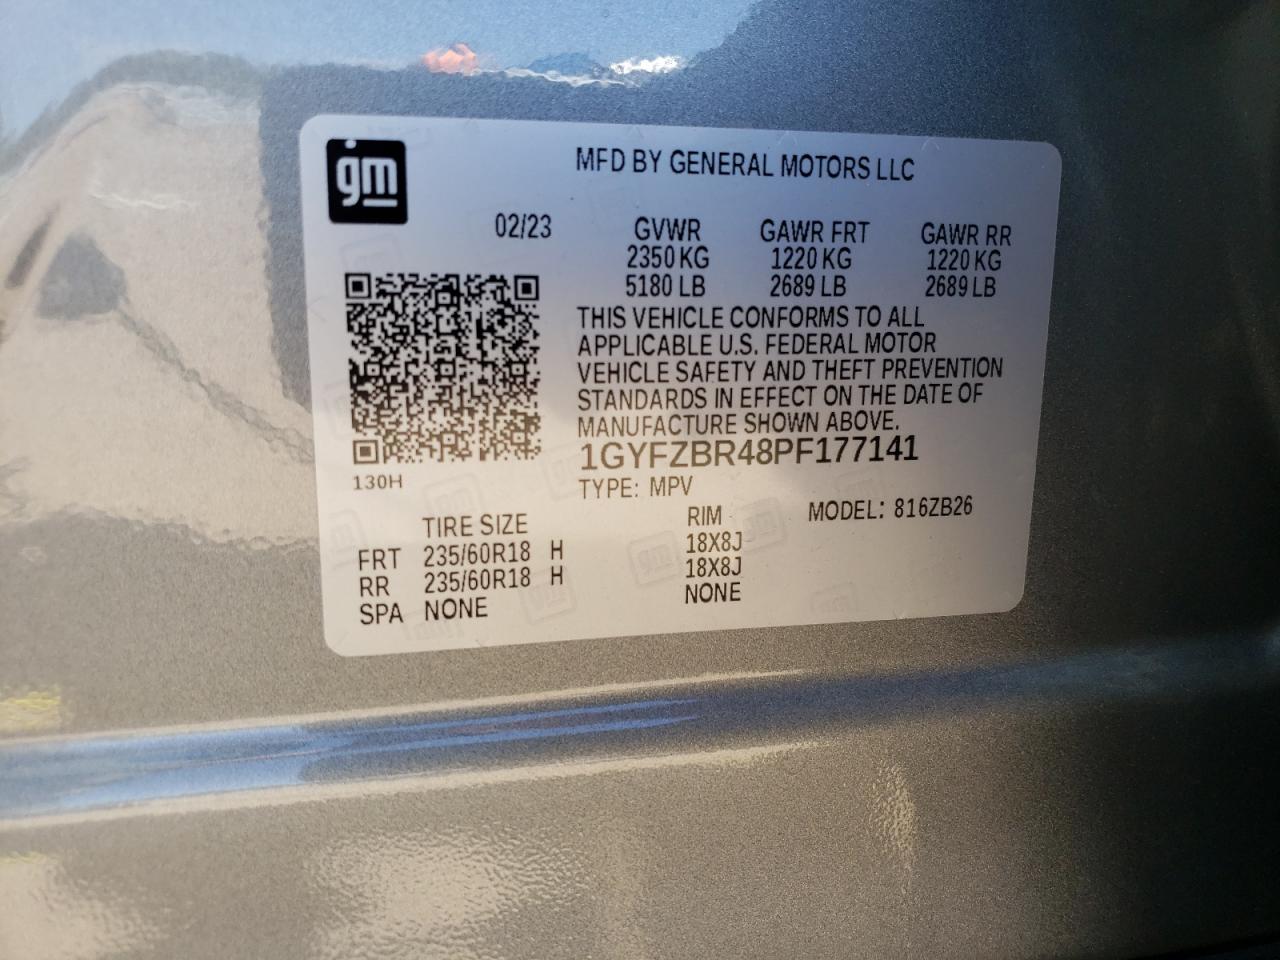 gm
MFD BY GENERAL MOTORS LLC
02/23 GVWR GAWR FRT GAWR RR
2350 KG 1220 KG 1220 KG
5180 LB 2689 LB 2689 LB
THIS VEHICLE CONFORMS TO ALL
APPLICABLE U.S. FEDERAL MOTOR
VEHICLE SAFETY AND THEFT PREVENTION
STANDARDS IN EFFECT ON THE DATE OF
MANUFACTURE SHOWN ABOVE.
1GYFZBR48PF177141
130H
TYPE: MPV
MODEL: 816ZB26
TIRE SIZE RIM
FRT 235/60R18 H 18X8J
RR 235/60R18 H 18X8J
SPA NONE NONE